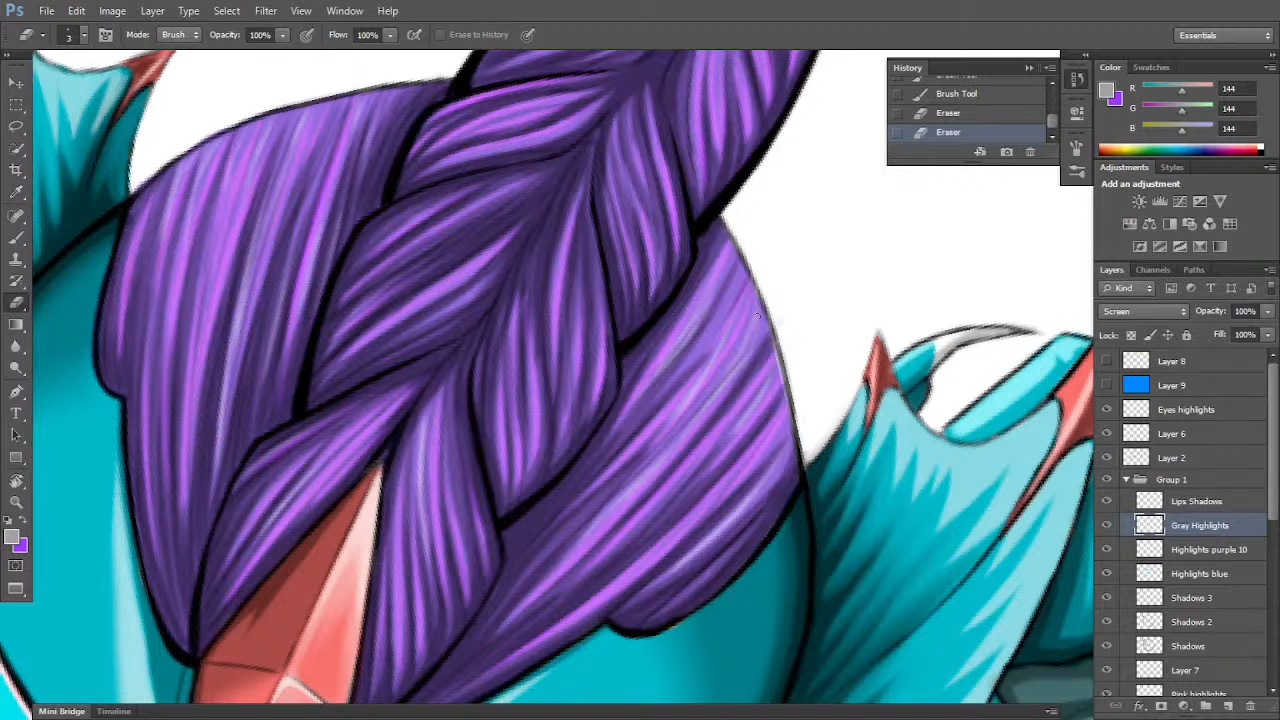 Ps File Edit Image Layer Type Select Filter 3D View Window Help
3 Mode: Brush Opacity: 100% Flow: 100% Erase to History Essentials
History
Brush Tool
Eraser
Eraser
Color Swatches
R 144
G 144
B 144
Adjustments Styles
Add an adjustment
Layers Channels Paths
Kind
Screen Opacity: 100%
Lock: Fill: 100%
Layer 8
Layer 9
Eyes highlights
Layer 6
Layer 2
Group 1
Lips Shadows
Gray Highlights
Highlights purple 10
Highlights blue
Shadows 3
Shadows 2
Shadows
Layer 7
Pink highlights
Mini Bridge Timeline